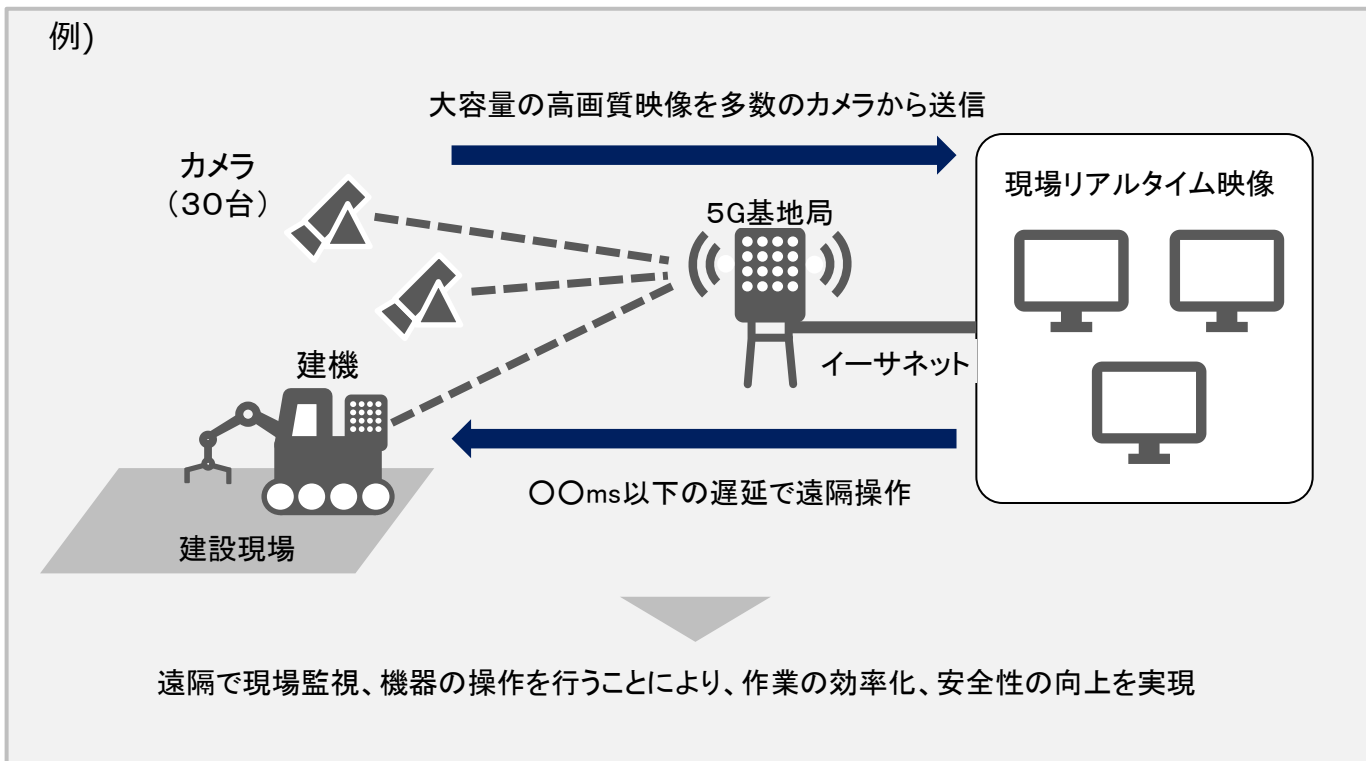 例)
大容量の高画質映像を多数のカメラから送信
カメラ
（30台）
5G基地局
現場リアルタイム映像
イーサネット
建機
〇〇ms以下の遅延で遠隔操作
建設現場
遠隔で現場監視、機器の操作を行うことにより、作業の効率化、安全性の向上を実現